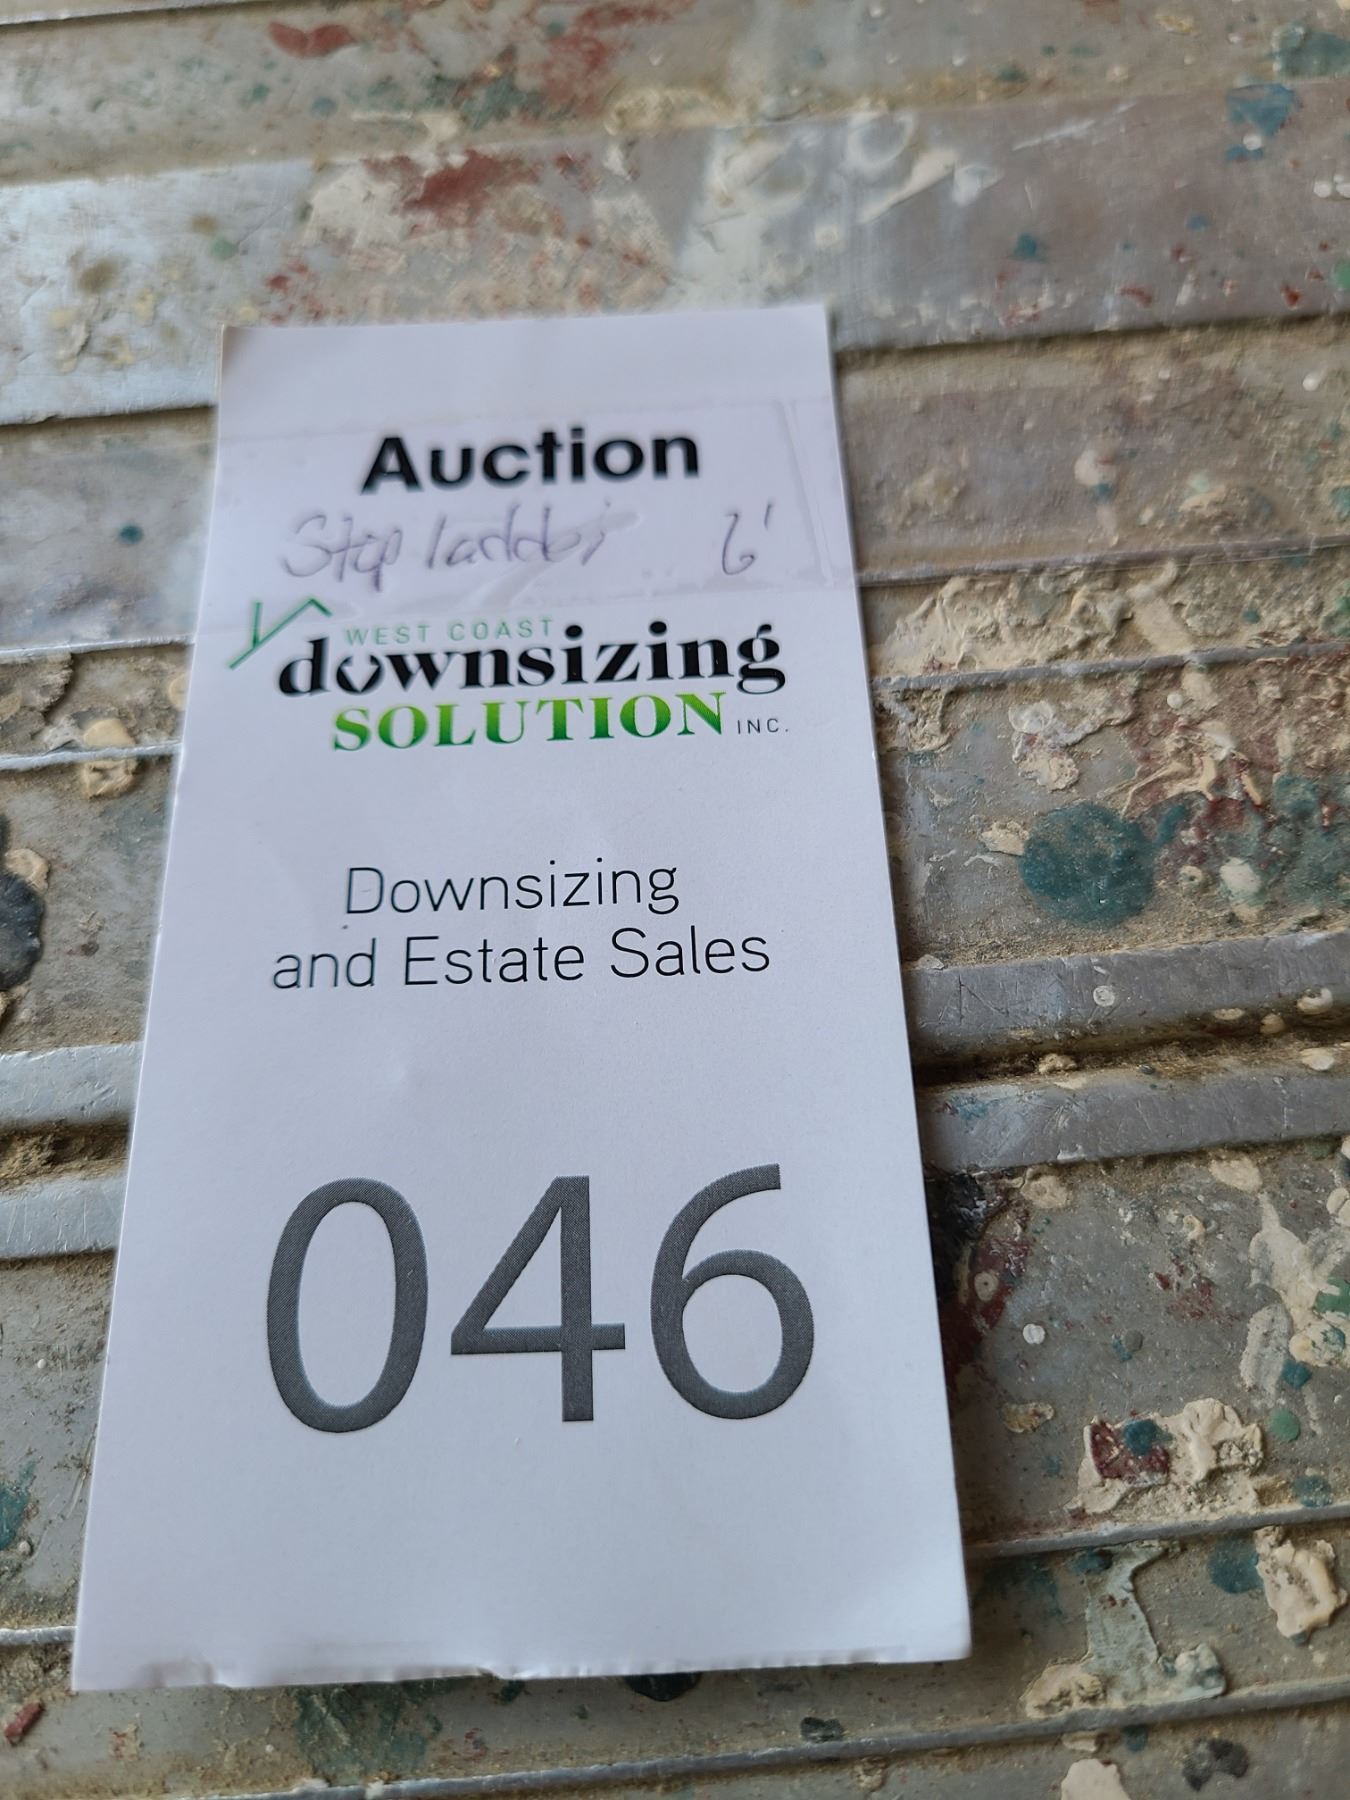 Auction
Step ladder 6'
WEST COAST
downsizing
SOLUTION INC.
Downsizing
and Estate Sales
046